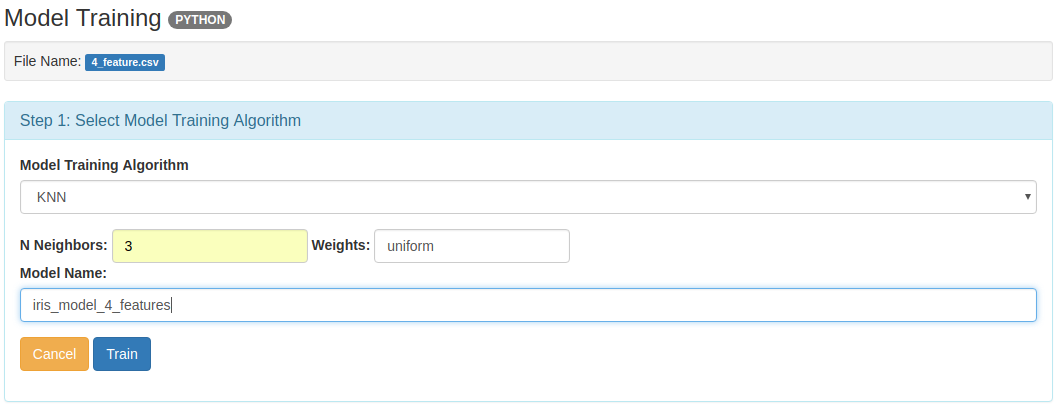 Model Training PYTHON
File Name: 4_feature.csv
Step 1: Select Model Training Algorithm
Model Training Algorithm
KNN
N Neighbors: 3 Weights: uniform
Model Name:
iris_model_4_features
Cancel Train